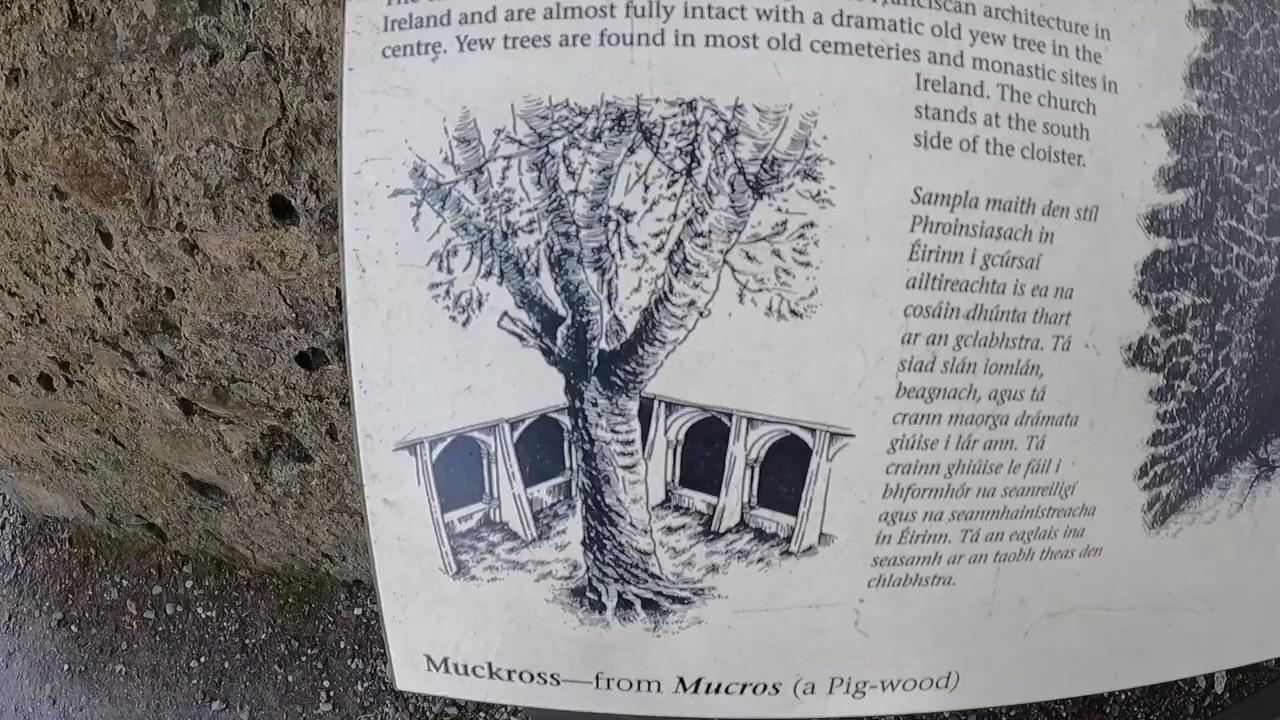 Franciscan architecture in
Ireland and are almost fully intact with a dramatic old yew tree in the
centre. Yew trees are found in most old cemeteries and monastic sites in
Ireland. The church
stands at the south
side of the cloister.
Sampla maith den stíl
Phroinsiasach in
Éirinn i gcúrsaí
ailtireachta is ea na
cosáin dhúnta thart
ar an gclabhstra. Tá
siad slán iomlán,
beagnach, agus tá
crann maorga drámata
giúise i lár ann. Tá
crainn ghiúise le fáil i
bhformhór na seanreiligí
agus na seanmhainistreacha
in Éirinn. Tá an eaglais ina
seasamh ar an taobh theas den
chlabhstra.
Muckross—from Mucros (a Pig-wood)